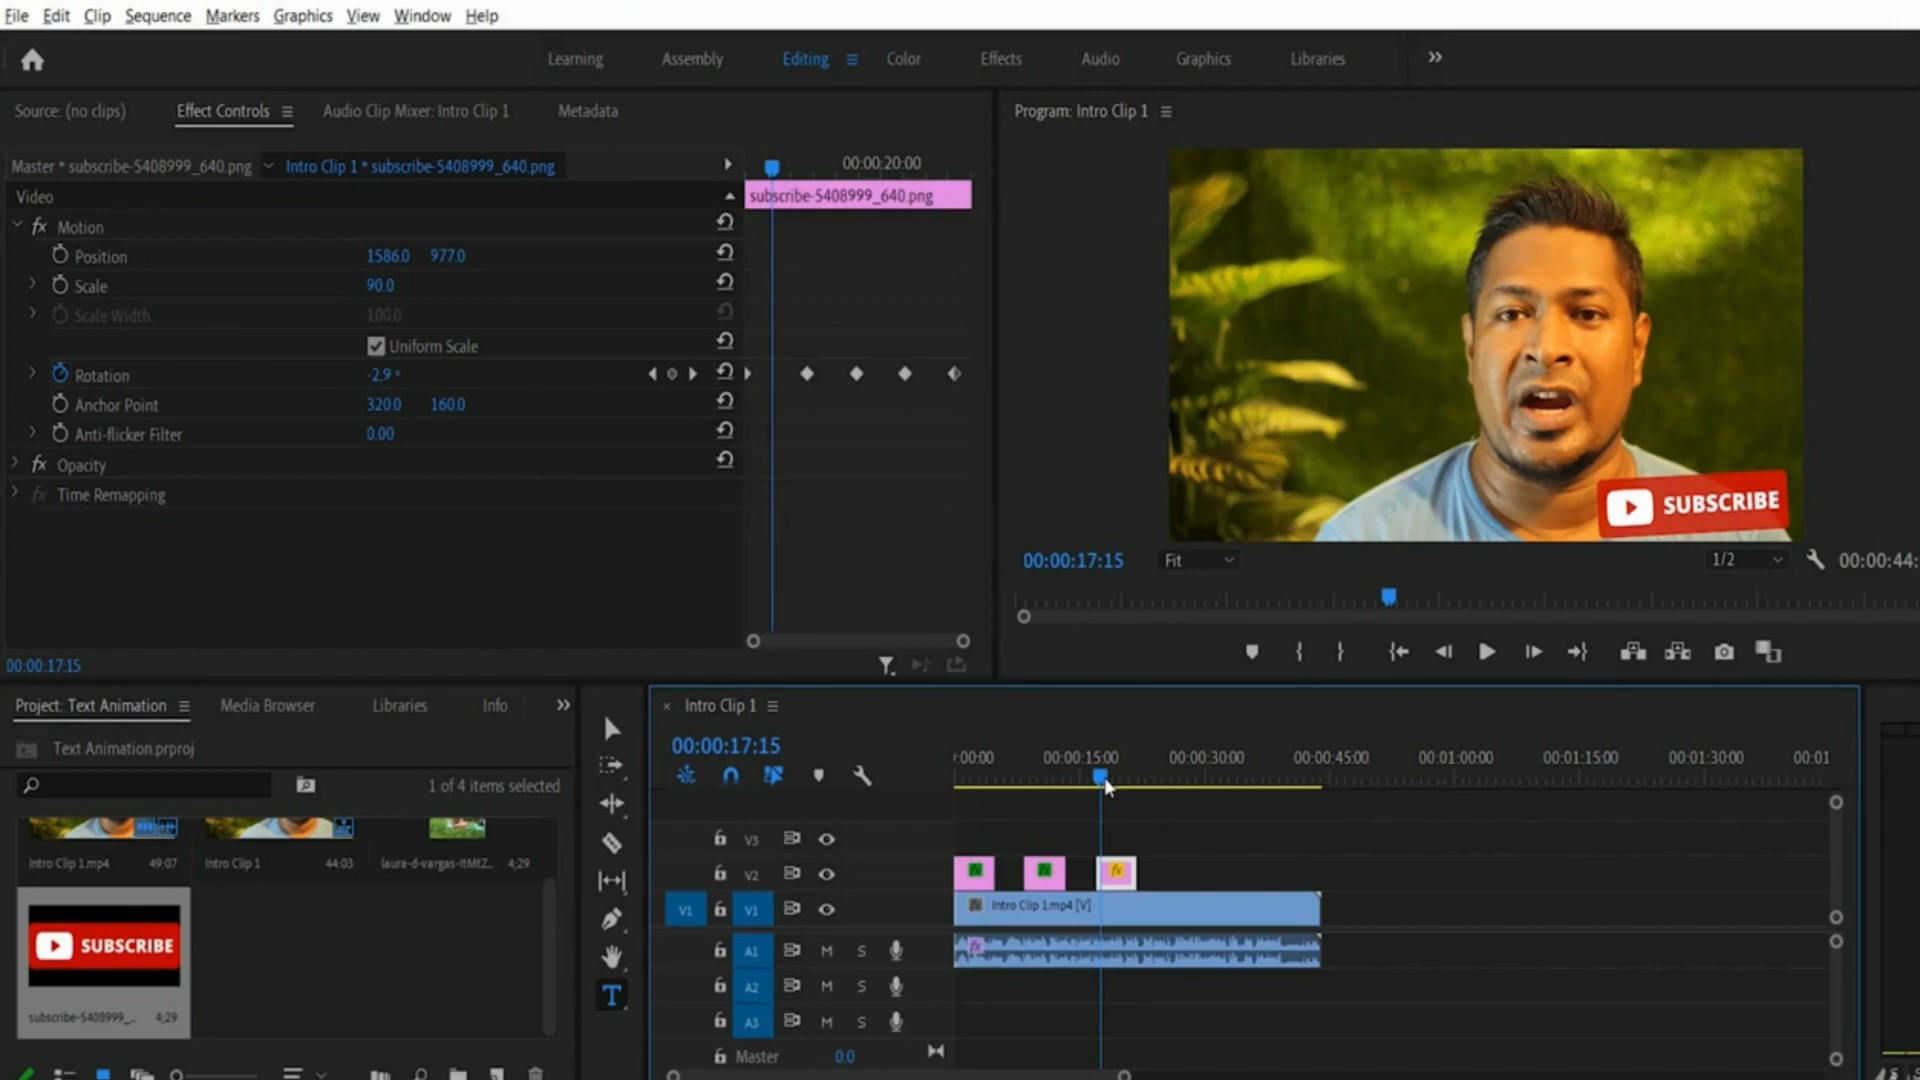 File Edit Clip Sequence Markers Graphics View Window Help
Learning Assembly Editing Color Effects Audio Graphics Libraries
Source: (no clips) Effect Controls Audio Clip Mixer: Intro Clip 1 Metadata
Program: Intro Clip 1
Master * subscribe-5408999_640.png Intro Clip 1 * subscribe-5408999_640.png
00:00:20:00
Video
subscribe-5408999_640.png
fx Motion
Position 1586.0 977.0
Scale 90.0
Scale Width 100.0
Uniform Scale
Rotation -2.9 °
Anchor Point 320.0 160.0
Anti-flicker Filter 0.00
fx Opacity
fx Time Remapping
SUBSCRIBE
00:00:17:15 Fit 1/2 00:00:44:
00:00:17:15
Project: Text Animation Media Browser Libraries Info
Text Animation.prproj
1 of 4 items selected
Intro Clip 1.mp4 49:07 Intro Clip 1 44:03 laura-d-vargas-ItMtZ... 4;29
SUBSCRIBE
subscribe-5408999_... 4;29
Intro Clip 1
00:00:17:15
:00:00 00:00:15:00 00:00:30:00 00:00:45:00 00:01:00:00 00:01:15:00 00:01:30:00 00:01
V3
V2 fx fx fx
V1 V1 fx Intro Clip 1.mp4 [V]
A1 M S fx
A2 M S
A3 M S
Master 0.0